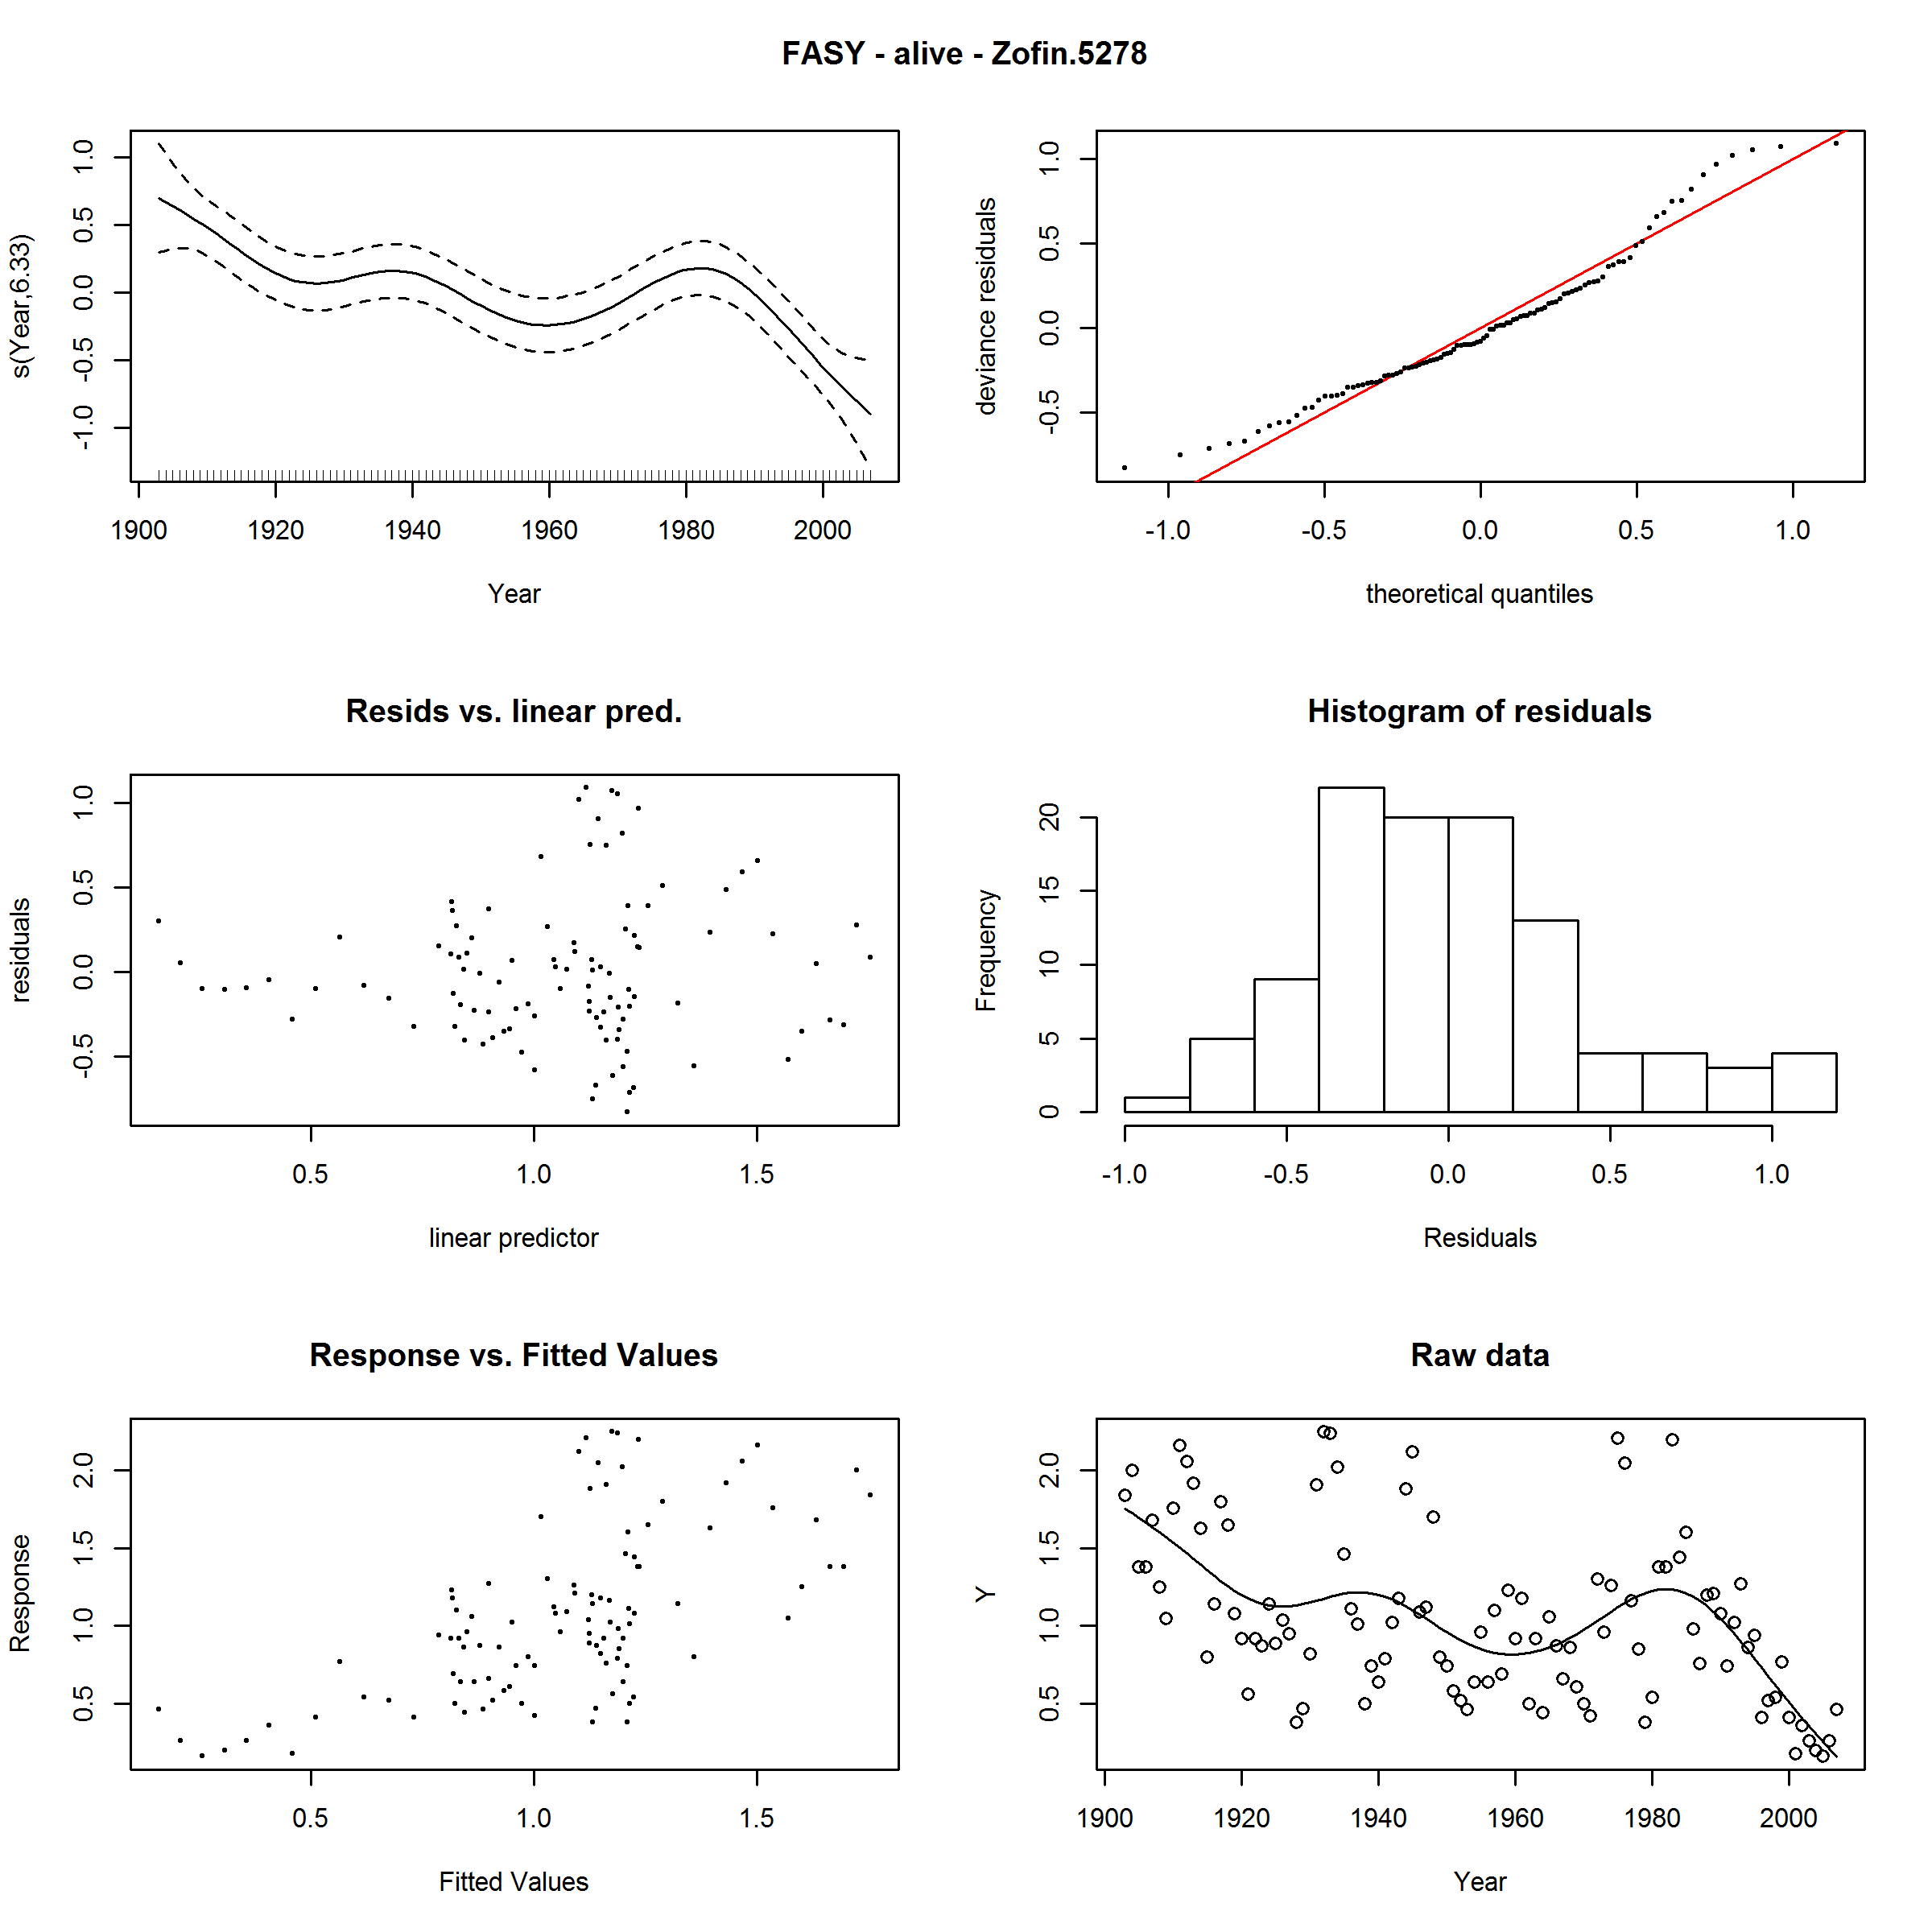 FASY - alive - Zofin.5278
s(Year,6.33)
1.0
0.5
0.0
-0.5
-1.0
1900 1920 1940 1960 1980 2000
Year
deviance residuals
1.0
0.5
0.0
-0.5
-1.0 -0.5 0.0 0.5 1.0
theoretical quantiles
Resids vs. linear pred.
residuals
1.0
0.5
0.0
-0.5
0.5 1.0 1.5
linear predictor
Histogram of residuals
Frequency
20
15
10
5
0
-1.0 -0.5 0.0 0.5 1.0
Residuals
Response vs. Fitted Values
Response
2.0
1.5
1.0
0.5
0.5 1.0 1.5
Fitted Values
Raw data
Y
2.0
1.5
1.0
0.5
1900 1920 1940 1960 1980 2000
Year